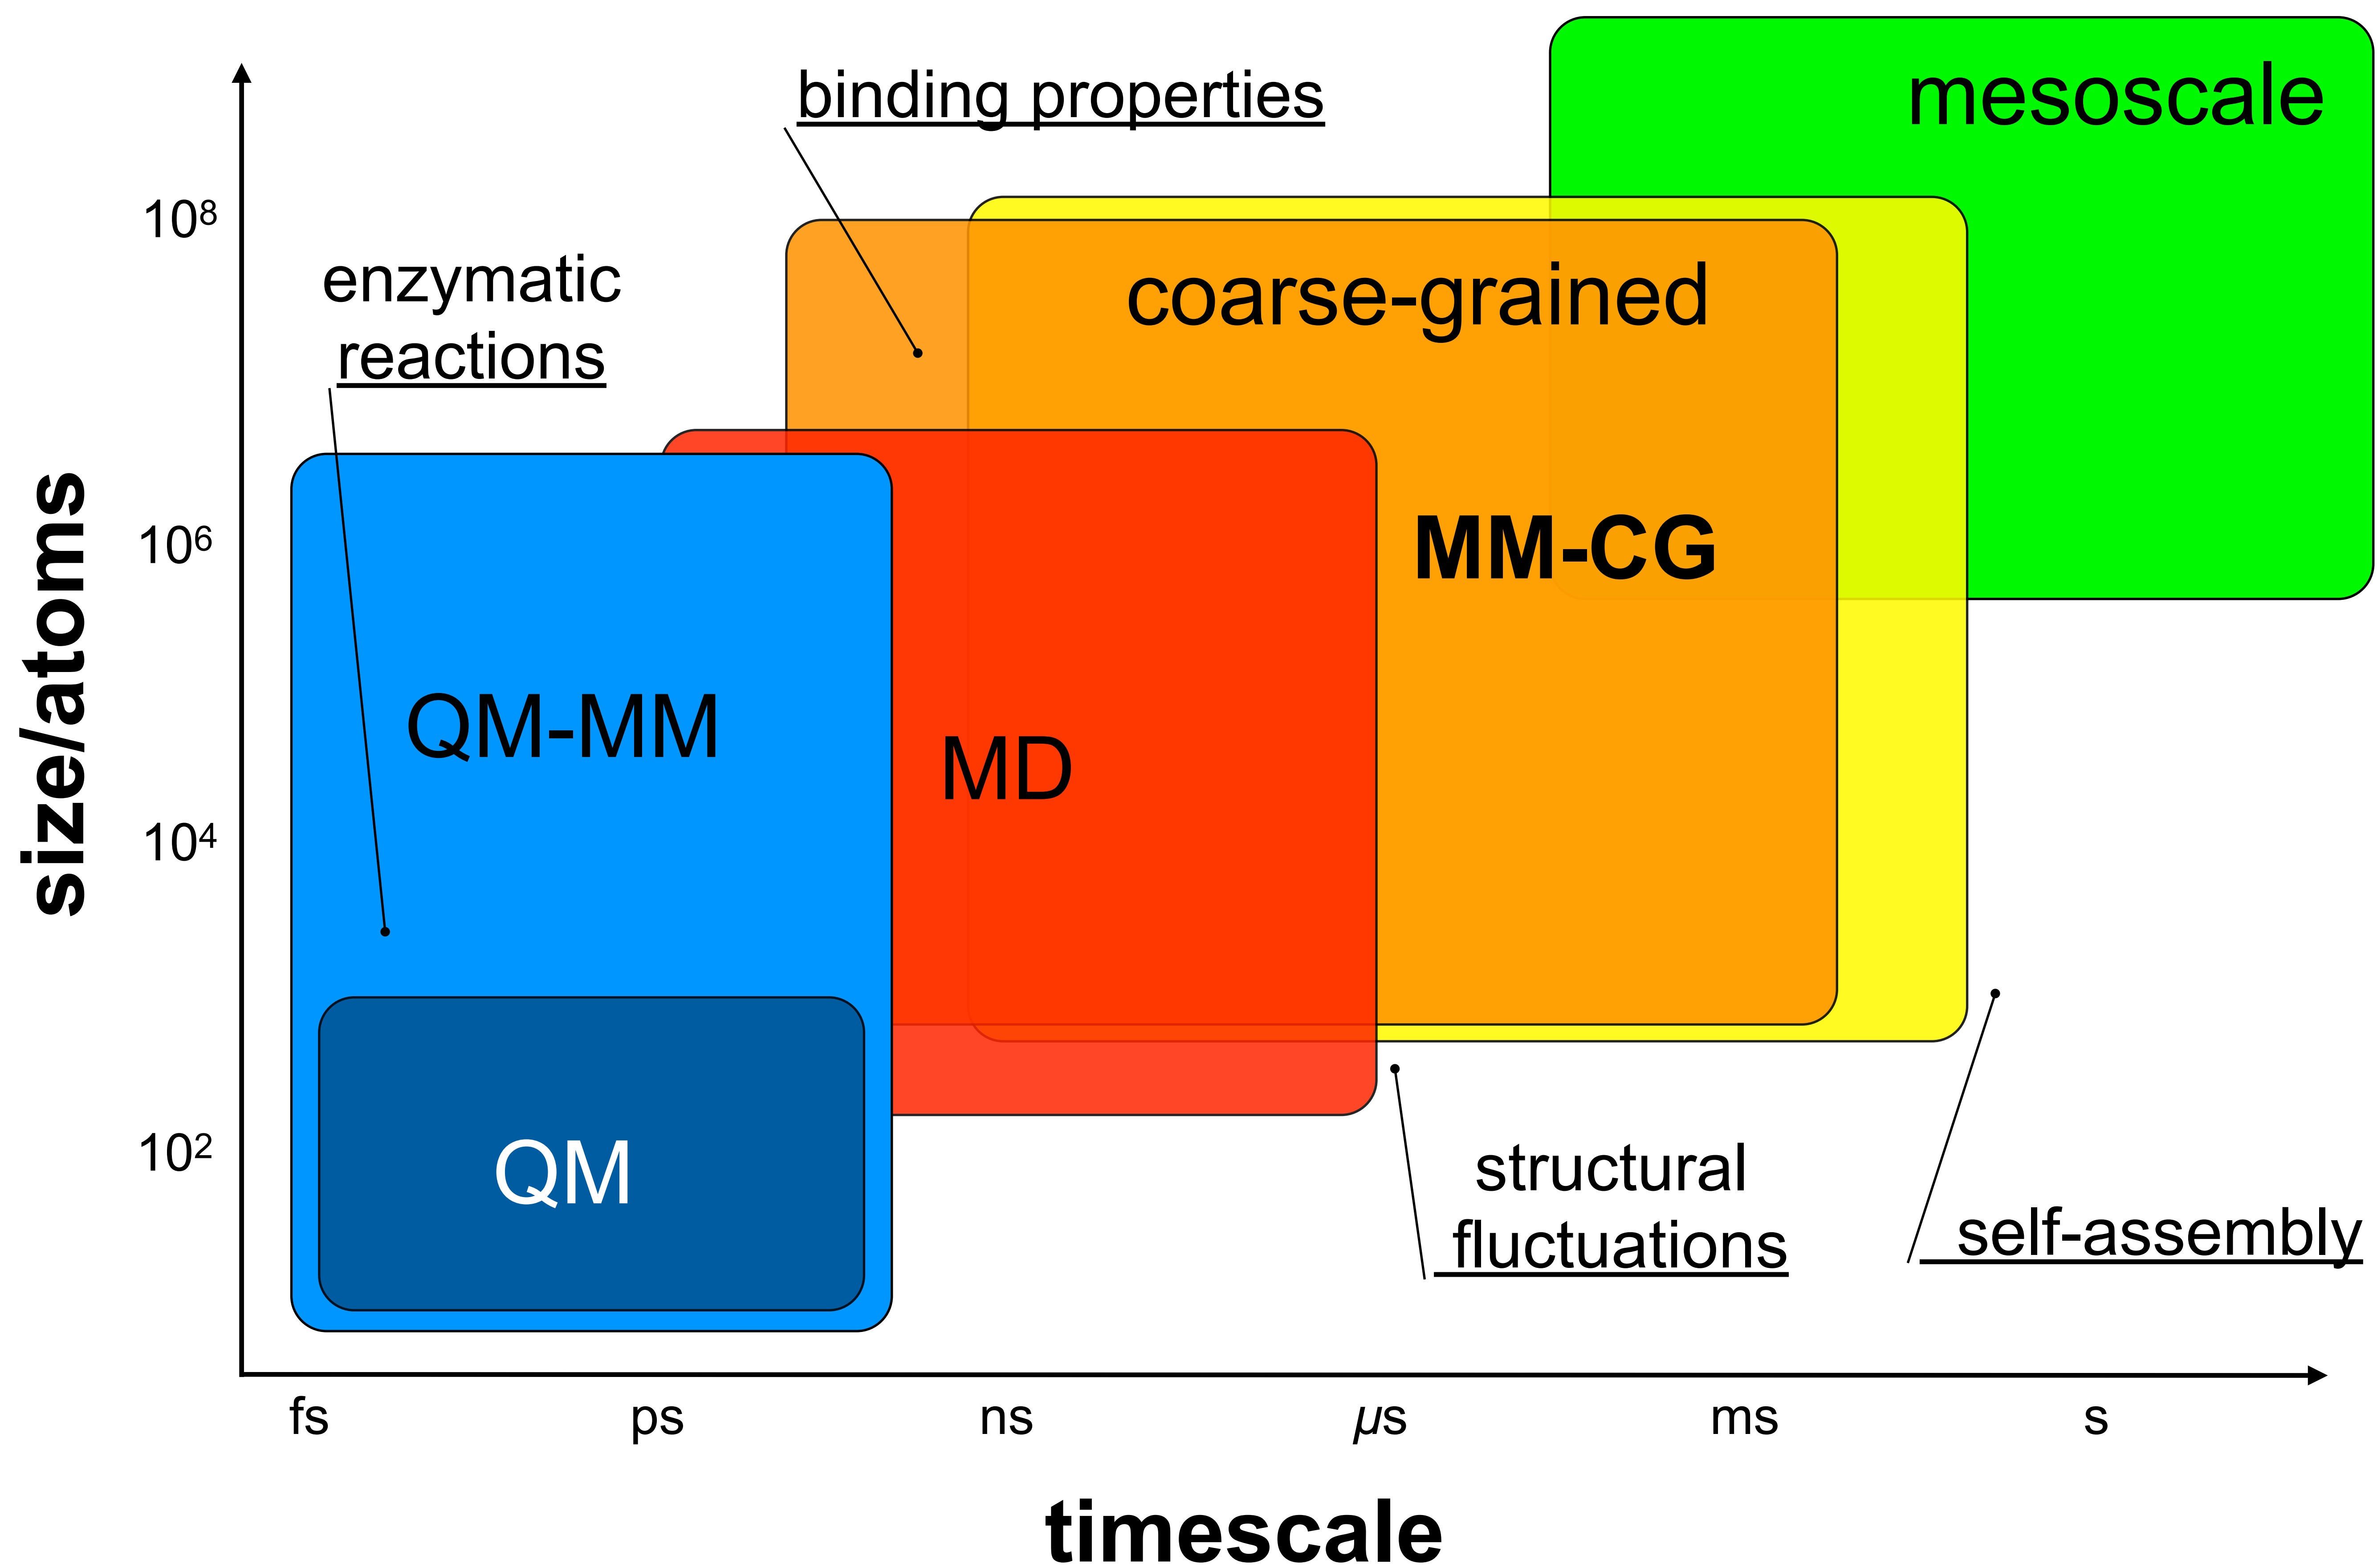 mesoscale
binding properties
10⁸
enzymatic
reactions
coarse-grained
10⁶
MM-CG
size/atoms
QM-MM
MD
10⁴
10²
QM
structural
fluctuations
self-assembly
fs
ps
ns
µs
ms
s
timescale